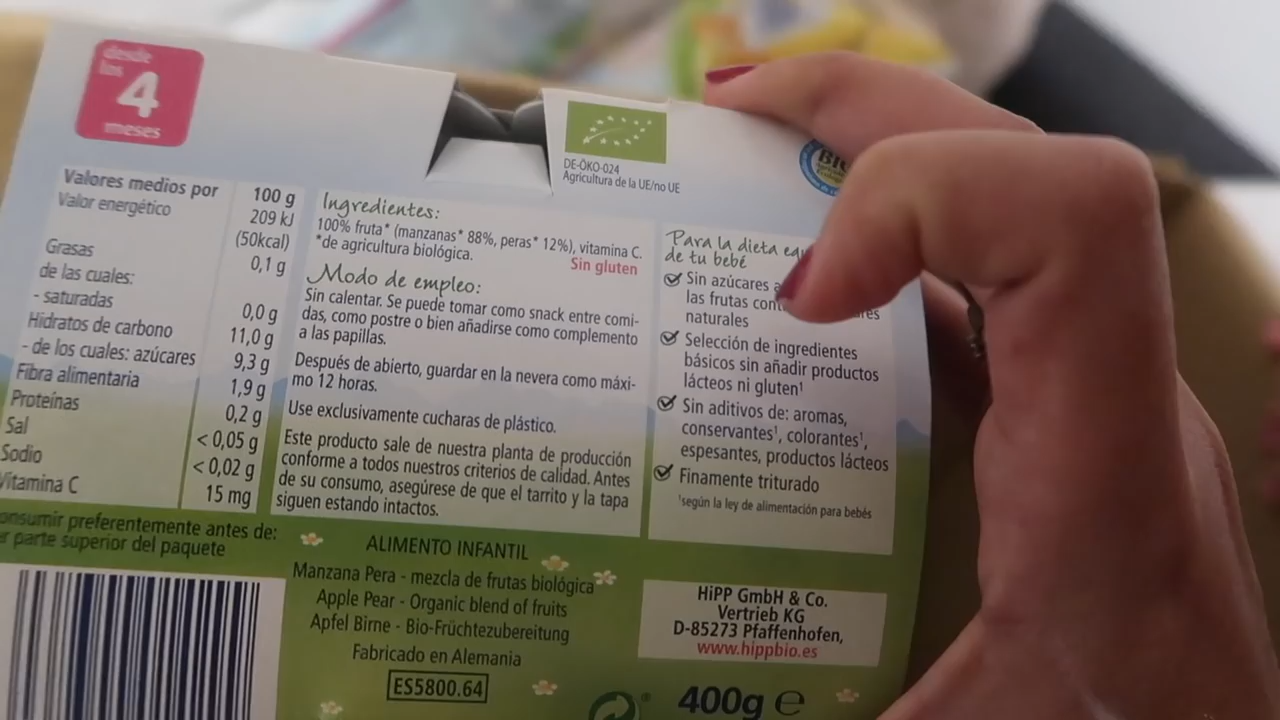 desde
los
4
meses
DE-ÖKO-024
Agricultura de la UE/no UE
BIO
Valores medios por 100 g
Valor energético 209 kJ
(50kcal)
Grasas 0,1 g
de las cuales:
- saturadas 0,0 g
Hidratos de carbono 11,0 g
- de los cuales: azúcares 9,3 g
Fibra alimentaria 1,9 g
Proteínas 0,2 g
Sal < 0,05 g
Sodio < 0,02 g
Vitamina C 15 mg
Ingredientes:
100% fruta* (manzanas* 88%, peras* 12%), vitamina C.
*de agricultura biológica.
Sin gluten
Modo de empleo:
Sin calentar. Se puede tomar como snack entre comi-
das, como postre o bien añadirse como complemento
a las papillas.
Después de abierto, guardar en la nevera como máxi-
mo 12 horas.
Use exclusivamente cucharas de plástico.
Este producto sale de nuestra planta de producción
conforme a todos nuestros criterios de calidad. Antes
de su consumo, asegúrese de que el tarrito y la tapa
siguen estando intactos.
Para la dieta equ
de tu bebé
Sin azúcares a
las frutas cont res
naturales
Selección de ingredientes
básicos sin añadir productos
lácteos ni gluten¹
Sin aditivos de: aromas,
conservantes¹, colorantes¹,
espesantes, productos lácteos
Finamente triturado
¹según la ley de alimentación para bebés
onsumir preferentemente antes de:
er parte superior del paquete
ALIMENTO INFANTIL
Manzana Pera - mezcla de frutas biológica
Apple Pear - Organic blend of fruits
Apfel Birne - Bio-Früchtezubereitung
Fabricado en Alemania
ES5800.64
HiPP GmbH & Co.
Vertrieb KG
D-85273 Pfaffenhofen,
www.hippbio.es
400g e